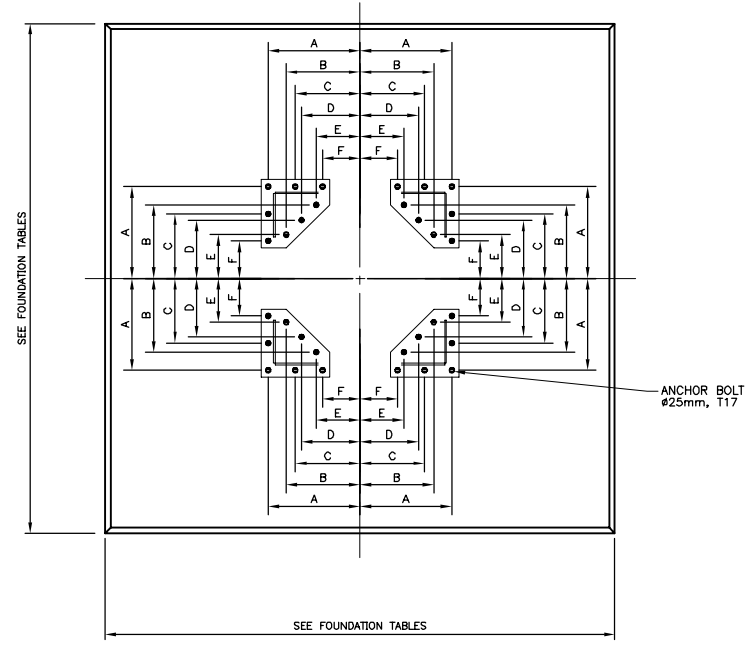 A A
B B
C C
D D
E E
F F
A B C D E F F E D C B A
SEE FOUNDATION TABLES
A B C D E F F E D C B A
ANCHOR BOLT
ø25mm, T17
F F
E E
D D
C C
B B
A A
SEE FOUNDATION TABLES